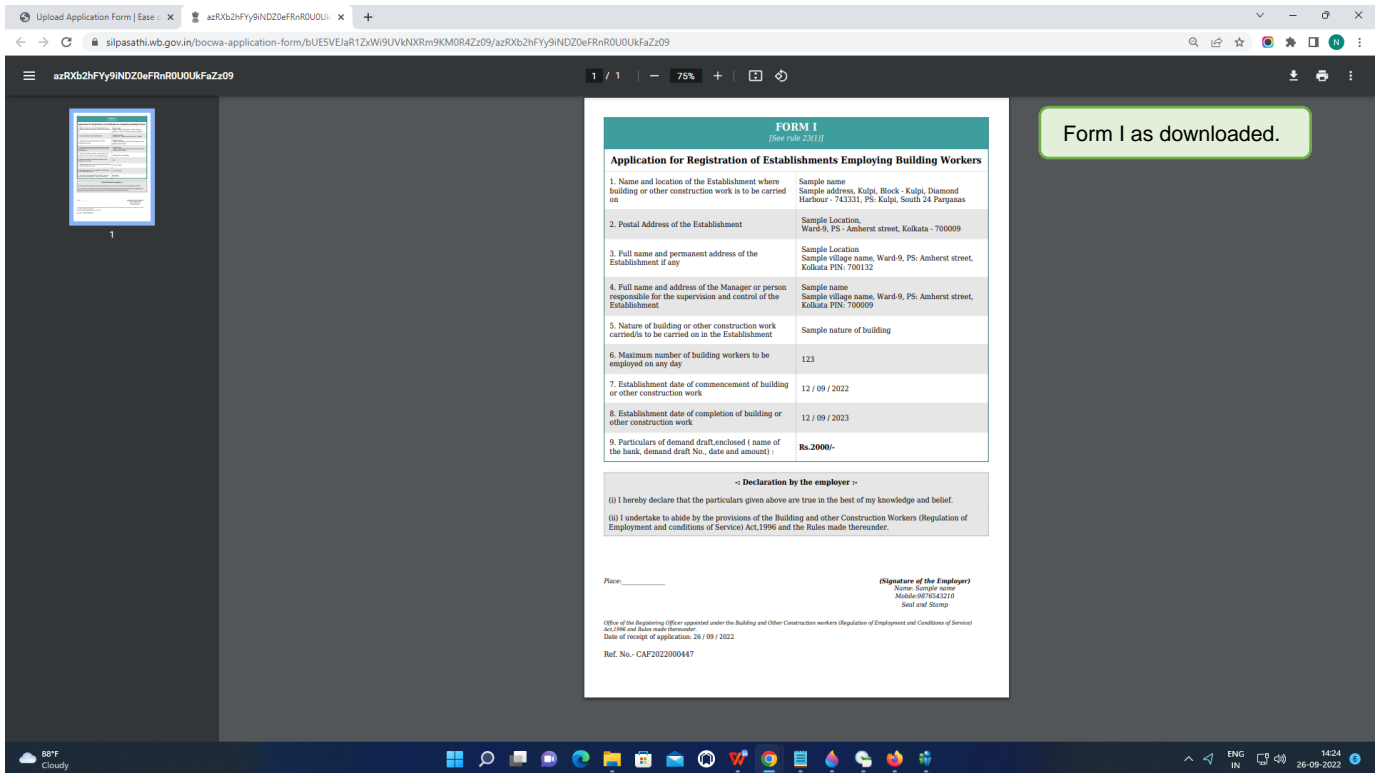 Upload Application Form | Ease
azRXb2hFYy9iNDZ0eFRnR0U0Uk
silpasathi.wb.gov.in/bocwa-application-form/bUE5VEJaR1ZxWi9UVkNXRm9KM0R4Zz09/azRXb2hFYy9iNDZ0eFRnR0U0UkFaZz09
N
azRXb2hFYy9iNDZ0eFRnR0U0UkFaZz09
1 / 1
75%
Form I as downloaded.
1
FORM I
[See rule 23(1)]
Application for Registration of Establishments Employing Building Workers
1. Name and location of the Establishment where
building or other construction work is to be carried
on
Sample name
Sample address, Kulpi, Block - Kulpi, Diamond
Harbour - 743331, PS: Kulpi, South 24 Parganas
2. Postal Address of the Establishment
Sample Location,
Ward-9, PS - Amherst street, Kolkata - 700009
3. Full name and permanent address of the
Establishment if any
Sample Location
Sample village name, Ward-9, PS: Amherst street,
Kolkata PIN: 700132
4. Full name and address of the Manager or person
responsible for the supervision and control of the
Establishment
Sample name
Sample village name, Ward-9, PS: Amherst street,
Kolkata PIN: 700009
5. Nature of building or other construction work
carried/is to be carried on in the Establishment
Sample nature of building
6. Maximum number of building workers to be
employed on any day
123
7. Establishment date of commencement of building
or other construction work
12 / 09 / 2022
8. Establishment date of completion of building or
other construction work
12 / 09 / 2023
9. Particulars of demand draft,enclosed ( name of
the bank, demand draft No., date and amount) :
Rs.2000/-
-: Declaration by the employer :-
(i) I hereby declare that the particulars given above are true in the best of my knowledge and belief.
(ii) I undertake to abide by the provisions of the Building and other Construction Workers (Regulation of
Employment and conditions of Service) Act,1996 and the Rules made thereunder.
Place:____________
(Signature of the Employer)
Name: Sample name
Mobile:9876543210
Seal and Stamp
Office of the Registering Officer appointed under the Building and Other Construction workers (Regulation of Employment and Conditions of Service)
Act,1996 and Rules made thereunder.
Date of receipt of application: 26 / 09 / 2022
Ref. No.- CAF2022000447
88°F
Cloudy
ENG
IN
14:24
26-09-2022
6